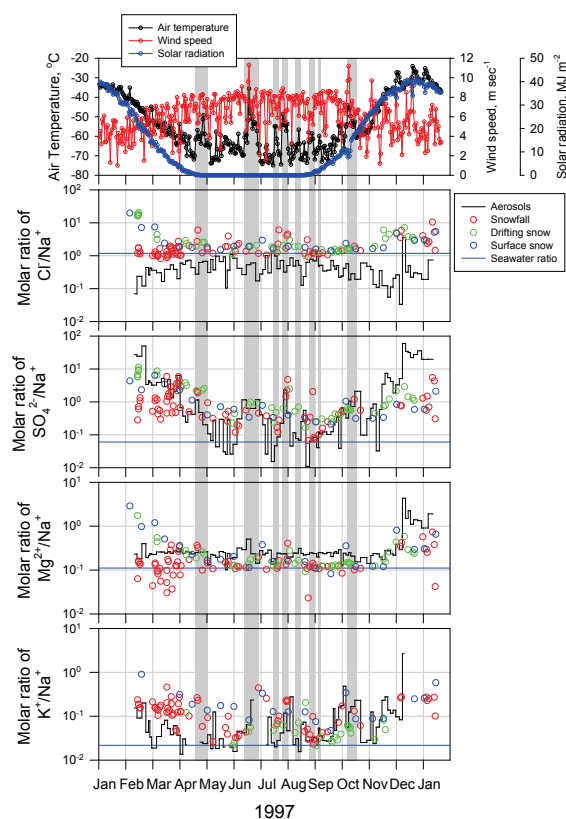 Air temperature
Wind speed
Solar radiation
Air Temperature, °C
-20
-30
-40
-50
-60
-70
-80
12
10
8
6
4
2
0
Wind speed, m sec⁻¹
50
40
30
20
10
0
Solar radiation, MJ m⁻²
Aerosols
Snowfall
Drifting snow
Surface snow
Seawater ratio
Molar ratio of
Cl⁻/Na⁺
10²
10¹
10⁰
10⁻¹
10⁻²
Molar ratio of
SO₄²⁻/Na⁺
10²
10¹
10⁰
10⁻¹
10⁻²
Molar ratio of
Mg²⁺/Na⁺
10¹
10⁰
10⁻¹
10⁻²
Molar ratio of
K⁺/Na⁺
10¹
10⁰
10⁻¹
10⁻²
Jan Feb Mar Apr May Jun Jul Aug Sep Oct Nov Dec Jan
1997